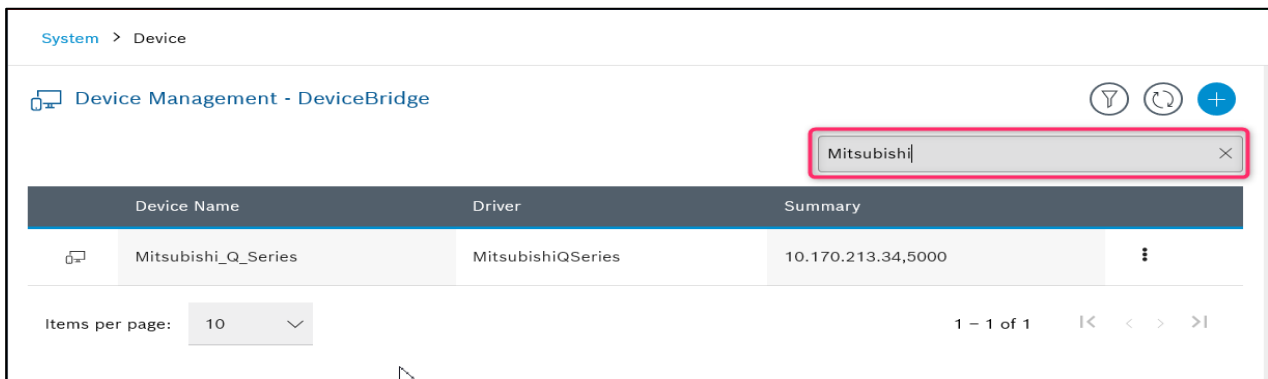 System > Device
Device Management - DeviceBridge
Mitsubishi
Device Name Driver Summary
Mitsubishi_Q_Series MitsubishiQSeries 10.170.213.34,5000
Items per page: 10 1 – 1 of 1